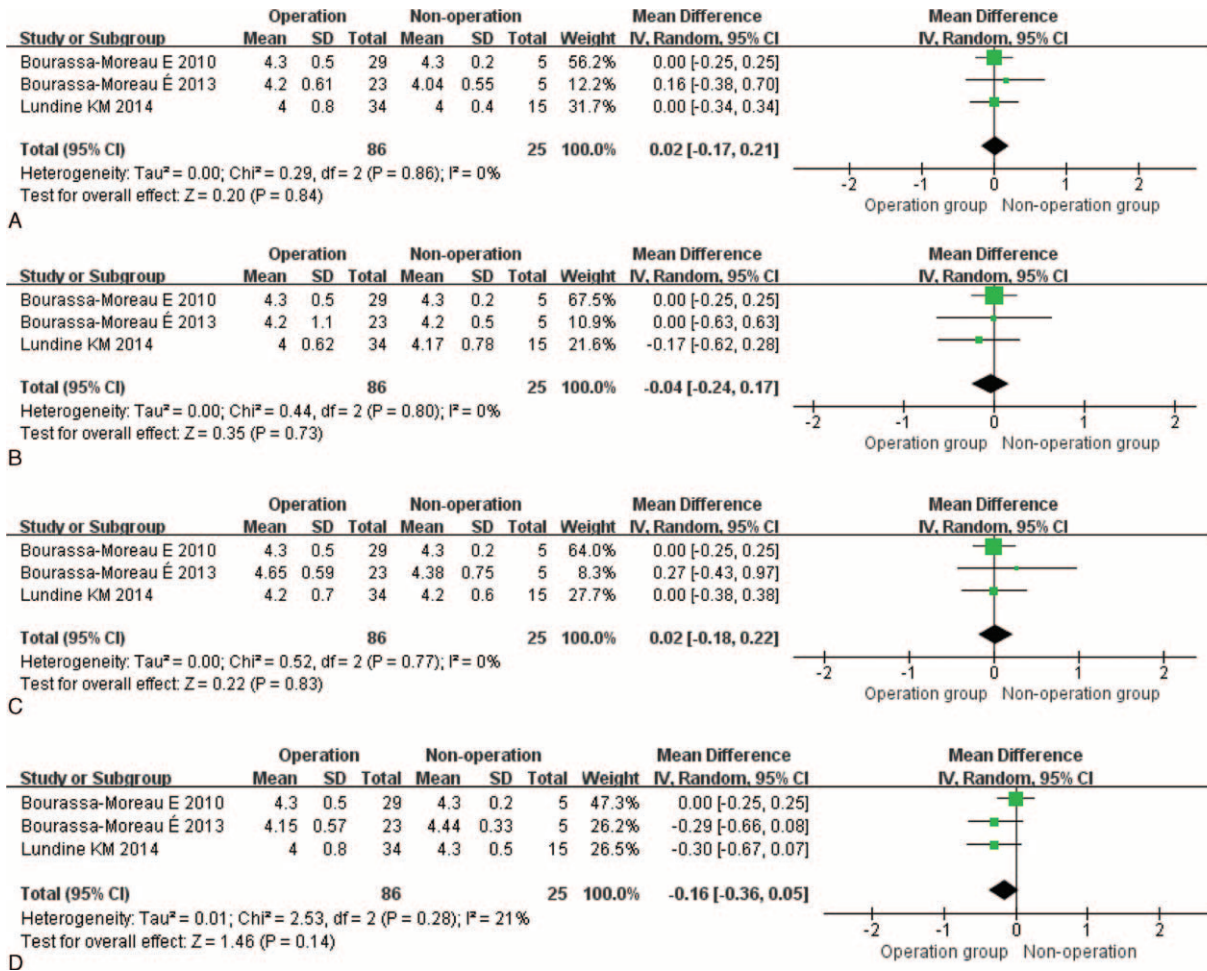 Operation Non-operation Mean Difference Mean Difference
Study or Subgroup Mean SD Total Mean SD Total Weight IV, Random, 95% CI IV, Random, 95% CI
Bourassa-Moreau E 2010 4.3 0.5 29 4.3 0.2 5 56.2% 0.00 [-0.25, 0.25]
Bourassa-Moreau É 2013 4.2 0.61 23 4.04 0.55 5 12.2% 0.16 [-0.38, 0.70]
Lundine KM 2014 4 0.8 34 4 0.4 15 31.7% 0.00 [-0.34, 0.34]
Total (95% CI) 86 25 100.0% 0.02 [-0.17, 0.21]
Heterogeneity: Tau² = 0.00; Chi² = 0.29, df = 2 (P = 0.86); I² = 0%
Test for overall effect: Z = 0.20 (P = 0.84)
-2 -1 0 1 2
Operation group Non-operation group
A
Operation Non-operation Mean Difference Mean Difference
Study or Subgroup Mean SD Total Mean SD Total Weight IV, Random, 95% CI IV, Random, 95% CI
Bourassa-Moreau E 2010 4.3 0.5 29 4.3 0.2 5 67.5% 0.00 [-0.25, 0.25]
Bourassa-Moreau É 2013 4.2 1.1 23 4.2 0.5 5 10.9% 0.00 [-0.63, 0.63]
Lundine KM 2014 4 0.62 34 4.17 0.78 15 21.6% -0.17 [-0.62, 0.28]
Total (95% CI) 86 25 100.0% -0.04 [-0.24, 0.17]
Heterogeneity: Tau² = 0.00; Chi² = 0.44, df = 2 (P = 0.80); I² = 0%
Test for overall effect: Z = 0.35 (P = 0.73)
-2 -1 0 1 2
Operation group Non-operation group
B
Operation Non-operation Mean Difference Mean Difference
Study or Subgroup Mean SD Total Mean SD Total Weight IV, Random, 95% CI IV, Random, 95% CI
Bourassa-Moreau E 2010 4.3 0.5 29 4.3 0.2 5 64.0% 0.00 [-0.25, 0.25]
Bourassa-Moreau É 2013 4.65 0.59 23 4.38 0.75 5 8.3% 0.27 [-0.43, 0.97]
Lundine KM 2014 4.2 0.7 34 4.2 0.6 15 27.7% 0.00 [-0.38, 0.38]
Total (95% CI) 86 25 100.0% 0.02 [-0.18, 0.22]
Heterogeneity: Tau² = 0.00; Chi² = 0.52, df = 2 (P = 0.77); I² = 0%
Test for overall effect: Z = 0.22 (P = 0.83)
-2 -1 0 1 2
Operation group Non-operation group
C
Operation Non-operation Mean Difference Mean Difference
Study or Subgroup Mean SD Total Mean SD Total Weight IV, Random, 95% CI IV, Random, 95% CI
Bourassa-Moreau E 2010 4.3 0.5 29 4.3 0.2 5 47.3% 0.00 [-0.25, 0.25]
Bourassa-Moreau É 2013 4.15 0.57 23 4.44 0.33 5 26.2% -0.29 [-0.66, 0.08]
Lundine KM 2014 4 0.8 34 4.3 0.5 15 26.5% -0.30 [-0.67, 0.07]
Total (95% CI) 86 25 100.0% -0.16 [-0.36, 0.05]
Heterogeneity: Tau² = 0.01; Chi² = 2.53, df = 2 (P = 0.28); I² = 21%
Test for overall effect: Z = 1.46 (P = 0.14)
-2 -1 0 1 2
Operation group Non-operation
D